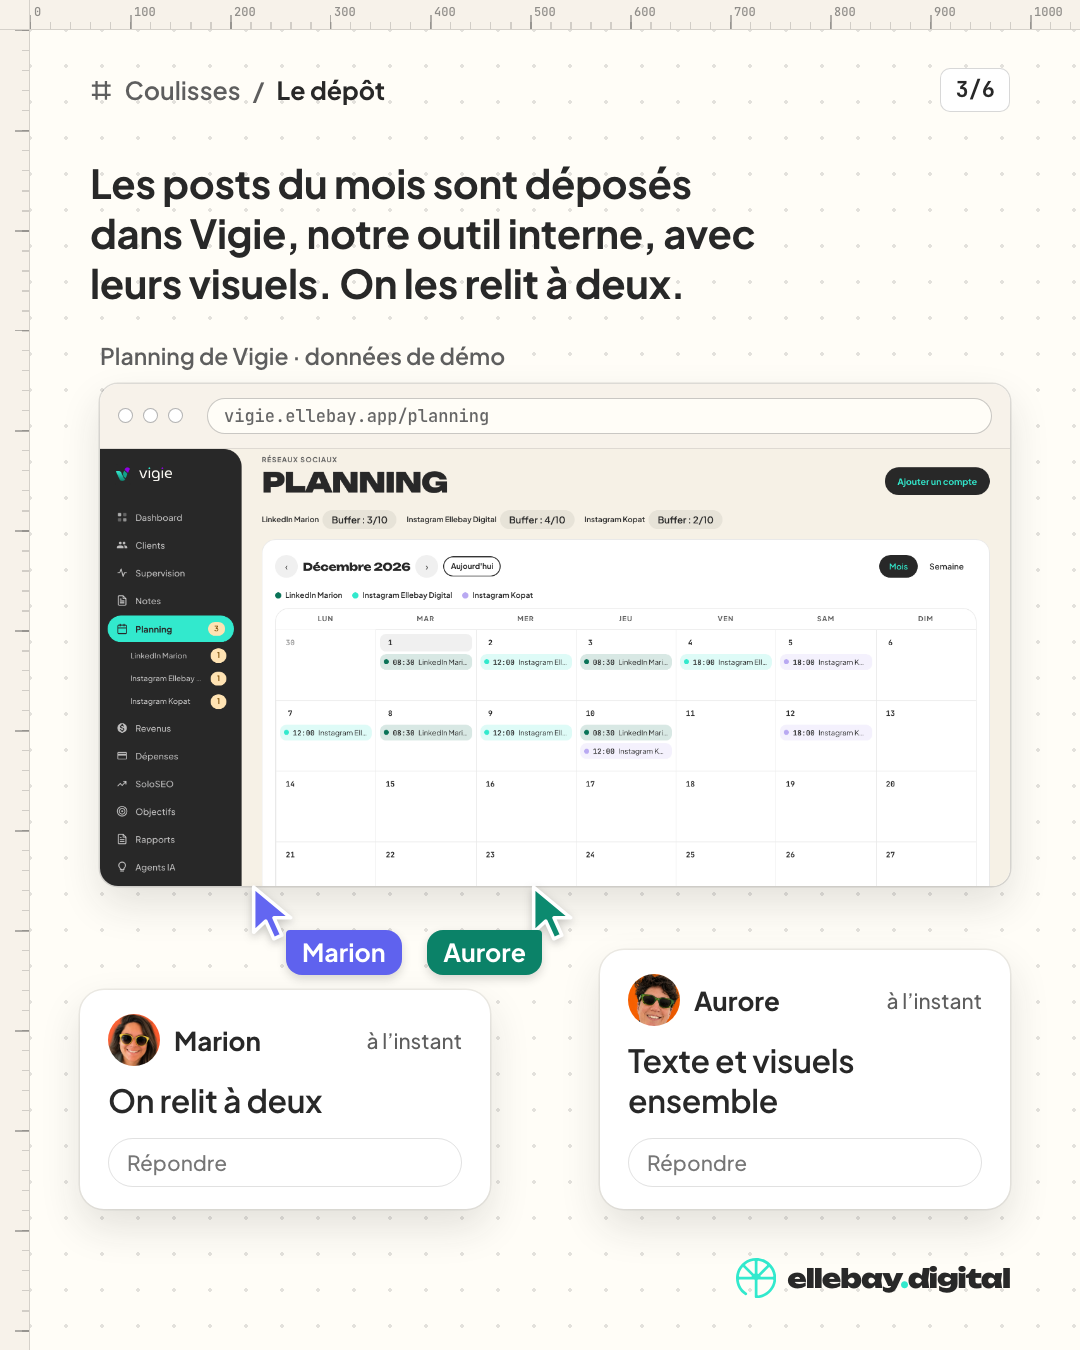 0 100 200 300 400 500 600 700 800 900 1000
Coulisses / Le dépôt
3/6
Les posts du mois sont déposés
dans Vigie, notre outil interne, avec
leurs visuels. On les relit à deux.
Planning de Vigie · données de démo
vigie.ellebay.app/planning
vigie
Dashboard
Clients
Supervision
Notes
Planning 3
LinkedIn Marion 1
Instagram Ellebay ... 1
Instagram Kopat 1
Revenus
Dépenses
SoloSEO
Objectifs
Rapports
Agents IA
RÉSEAUX SOCIAUX
PLANNING
Ajouter un compte
LinkedIn Marion Buffer : 3/10 Instagram Ellebay Digital Buffer : 4/10 Instagram Kopat Buffer : 2/10
‹ Décembre 2026 › Aujourd'hui
Mois Semaine
LinkedIn Marion Instagram Ellebay Digital Instagram Kopat
LUN MAR MER JEU VEN SAM DIM
30 1 2 3 4 5 6
08:30 LinkedIn Mari... 12:00 Instagram Ell... 08:30 LinkedIn Mari... 18:00 Instagram Ell... 18:00 Instagram K...
7 8 9 10 11 12 13
12:00 Instagram Ell... 08:30 LinkedIn Mari... 12:00 Instagram Ell... 08:30 LinkedIn Mari... 18:00 Instagram K...
12:00 Instagram K...
14 15 16 17 18 19 20
21 22 23 24 25 26 27
Marion
Aurore
Marion à l’instant
On relit à deux
Répondre
Aurore à l’instant
Texte et visuels
ensemble
Répondre
ellebay.digital